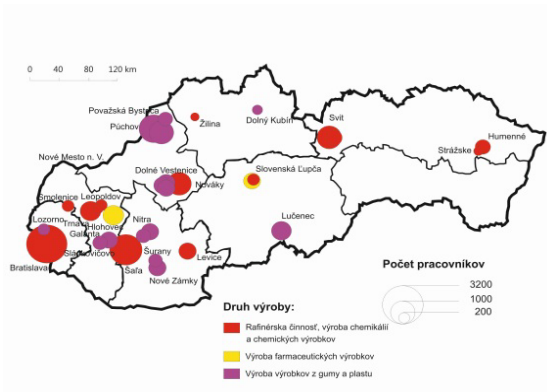 0 40 80 120 km
Považská Bystrica
Púchov
Žilina
Dolný Kubín
Svit
Humenné
Strážske
Nové Mesto n. V.
Dolné Vestenice
Nováky
Slovenská Ľupča
Smolenice
Leopoldov
Lozorno
Trnava
Hlohovec
Nitra
Galanta
Sládkovičovo
Šurany
Lučenec
Bratislava
Šaľa
Levice
Nové Zámky
Počet pracovníkov
3200
1000
200
Druh výroby:
Rafinérska činnosť, výroba chemikálií
a chemických výrobkov
Výroba farmaceutických výrobkov
Výroba výrobkov z gumy a plastu